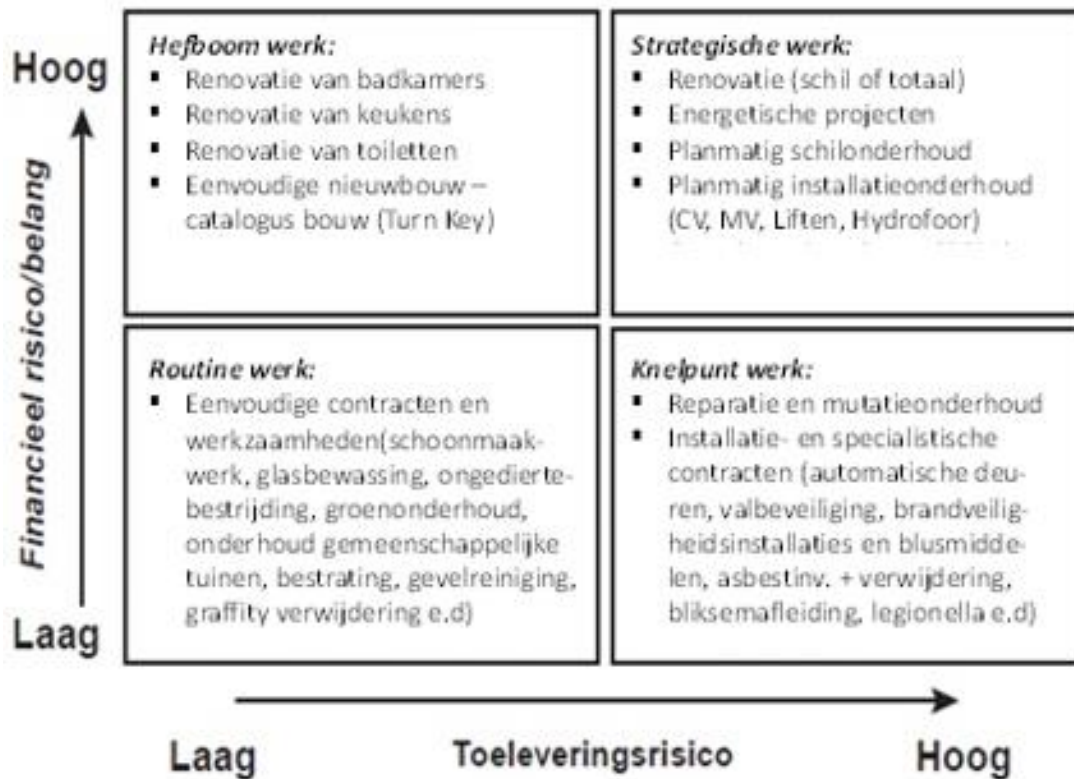 Hoog
Financieel risico/belang
Laag
Hefboom werk:
▪ Renovatie van badkamers
▪ Renovatie van keukens
▪ Renovatie van toiletten
▪ Eenvoudige nieuwbouw –
catalogus bouw (Turn Key)
Strategische werk:
▪ Renovatie (schil of totaal)
▪ Energetische projecten
▪ Planmatig schilonderhoud
▪ Planmatig installatieonderhoud
(CV, MV, Liften, Hydrofoor)
Routine werk:
▪ Eenvoudige contracten en
werkzaamheden(schoonmaak-
werk, glasbewassing, ongedierte-
bestrijding, groenonderhoud,
onderhoud gemeenschappelijke
tuinen, bestrating, gevelreiniging,
graffity verwijdering e.d)
Knelpunt werk:
▪ Reparatie en mutatieonderhoud
▪ Installatie- en specialistische
contracten (automatische deu-
ren, valbeveiliging, brandveilig-
heidsinstallaties en blusmidde-
len, asbestinv. + verwijdering,
bliksemafleiding, legionella e.d)
Laag
Toeleveringsrisico
Hoog